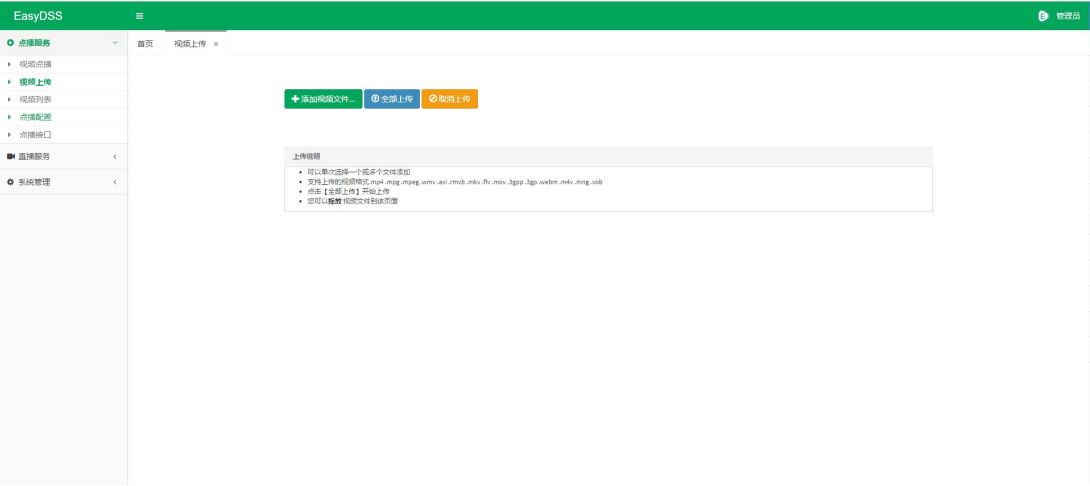 EasyDSS
管理员
点播服务
首页 视频上传 ×
视频点播
视频上传
视频列表
点播配置
点播接口
直播服务
系统管理
添加视频文件... 全部上传 取消上传
上传说明
可以单次选择一个或多个文件添加
支持上传的视频格式.mp4 .mpg .mpeg .wmv .avi .rmvb .mkv .flv .mov .3gpp .3gp .webm .m4v .mng .vob
点击【全部上传】开始上传
您可以拖放 视频文件到该页面